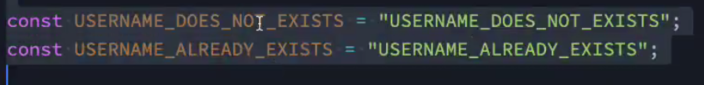 const USERNAME_DOES_NOT_EXISTS = "USERNAME_DOES_NOT_EXISTS";
const USERNAME_ALREADY_EXISTS = "USERNAME_ALREADY_EXISTS";